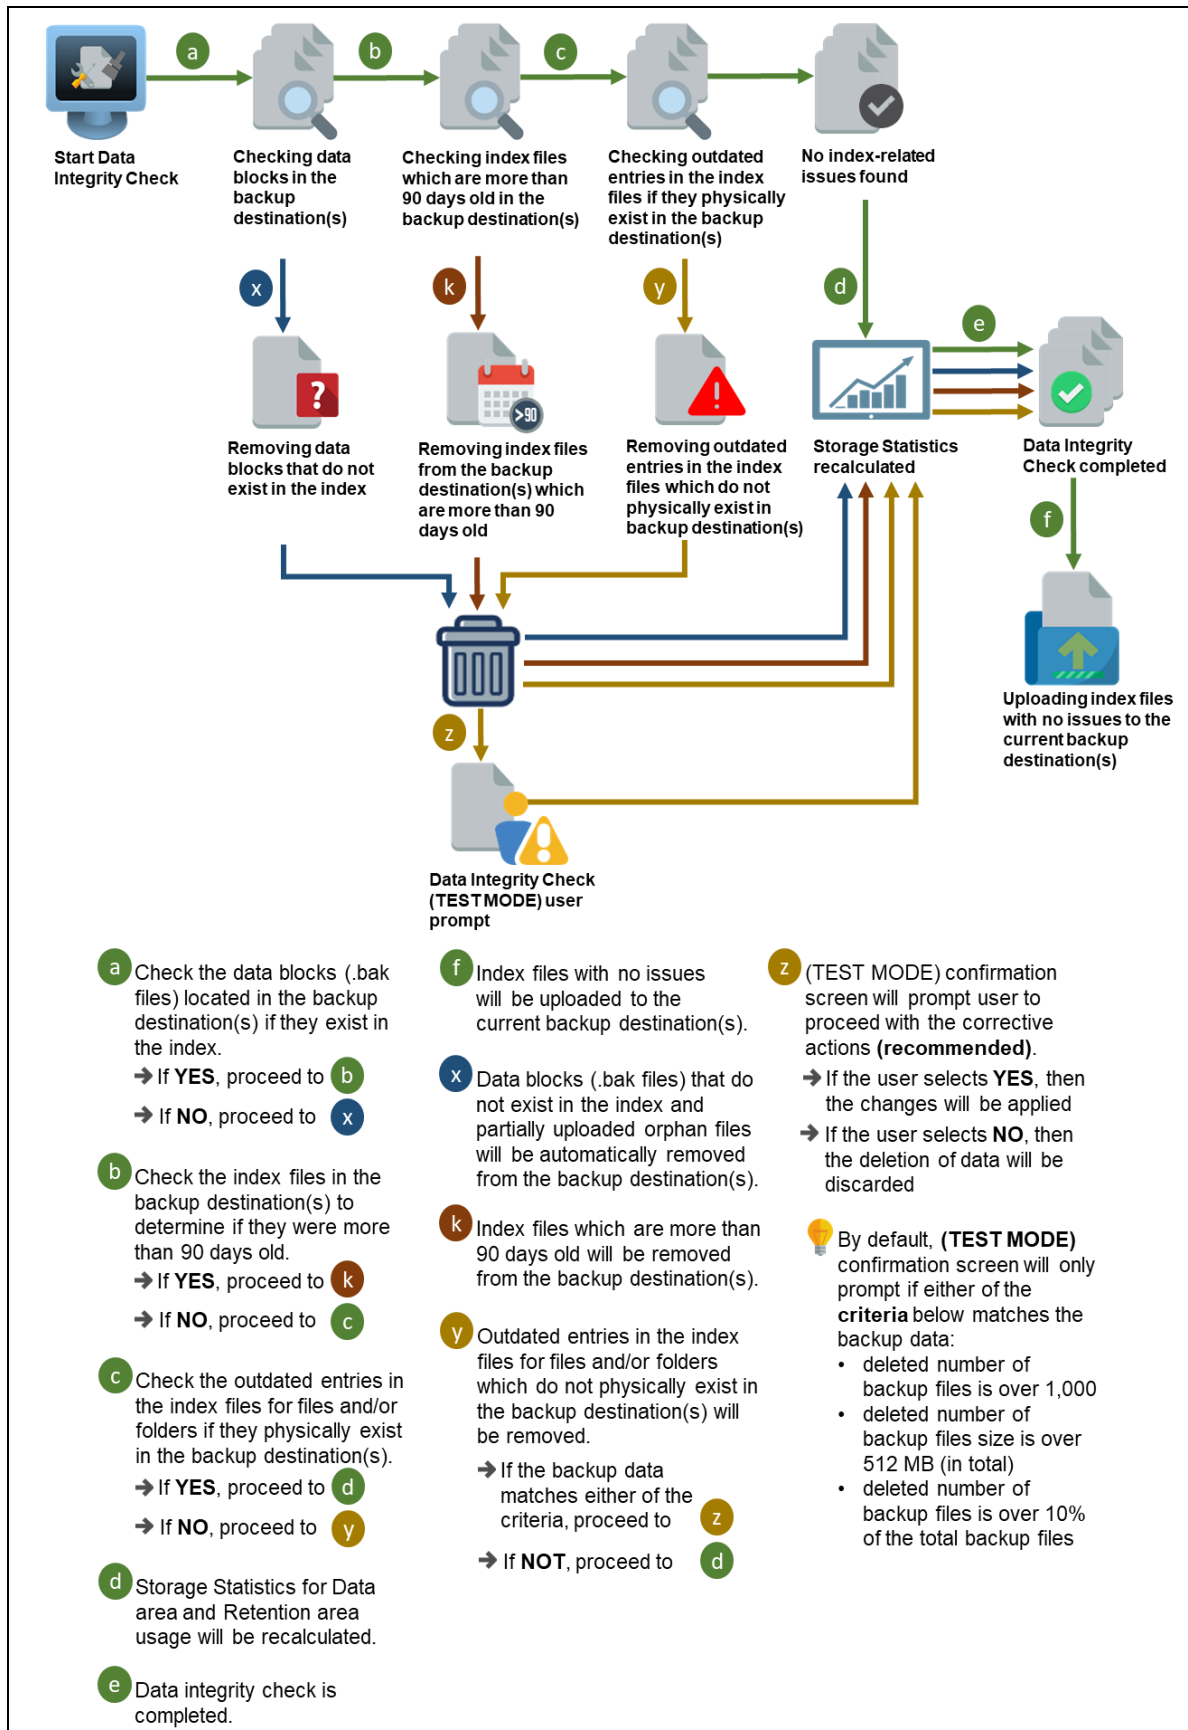 a
b
c
Start Data
Integrity Check
Checking data
blocks in the
backup
destination(s)
Checking index files
which are more than
90 days old in the
backup destination(s)
Checking outdated
entries in the index
files if they physically
exist in the backup
destination(s)
No index-related
issues found
x
k
y
d
e
?
>90
Removing data
blocks that do not
exist in the index
Removing index files
from the backup
destination(s) which
are more than 90
days old
Removing outdated
entries in the index
files which do not
physically exist in
backup destination(s)
Storage Statistics
recalculated
Data Integrity
Check completed
f
Uploading index files
with no issues to the
current backup
destination(s)
z
Data Integrity Check
(TEST MODE) user
prompt
a Check the data blocks (.bak
files) located in the backup
destination(s) if they exist in
the index.
➔ If YES, proceed to b
➔ If NO, proceed to x
b Check the index files in the
backup destination(s) to
determine if they were more
than 90 days old.
➔ If YES, proceed to k
➔ If NO, proceed to c
c Check the outdated entries in
the index files for files and/or
folders if they physically exist
in the backup destination(s).
➔ If YES, proceed to d
➔ If NO, proceed to y
d Storage Statistics for Data
area and Retention area
usage will be recalculated.
e Data integrity check is
completed.
f Index files with no issues
will be uploaded to the
current backup destination(s).
x Data blocks (.bak files) that do
not exist in the index and
partially uploaded orphan files
will be automatically removed
from the backup destination(s).
k Index files which are more than
90 days old will be removed
from the backup destination(s).
y Outdated entries in the index
files for files and/or folders
which do not physically exist in
the backup destination(s) will
be removed.
➔ If the backup data
matches either of the
criteria, proceed to z
➔ If NOT, proceed to d
z (TEST MODE) confirmation
screen will prompt user to
proceed with the corrective
actions (recommended).
➔ If the user selects YES, then
the changes will be applied
➔ If the user selects NO, then
the deletion of data will be
discarded
By default, (TEST MODE)
confirmation screen will only
prompt if either of the
criteria below matches the
backup data:
• deleted number of
backup files is over 1,000
• deleted number of
backup files size is over
512 MB (in total)
• deleted number of
backup files is over 10%
of the total backup files